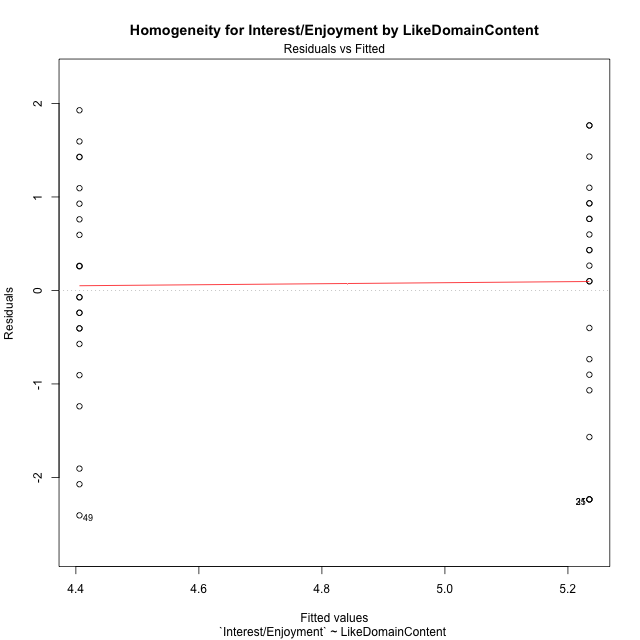 Homogeneity for Interest/Enjoyment by LikeDomainContent
Residuals vs Fitted
2
1
0
-1
-2
Residuals
49
4.4
4.6
4.8
5.0
5.2
Fitted values
`Interest/Enjoyment` ~ LikeDomainContent